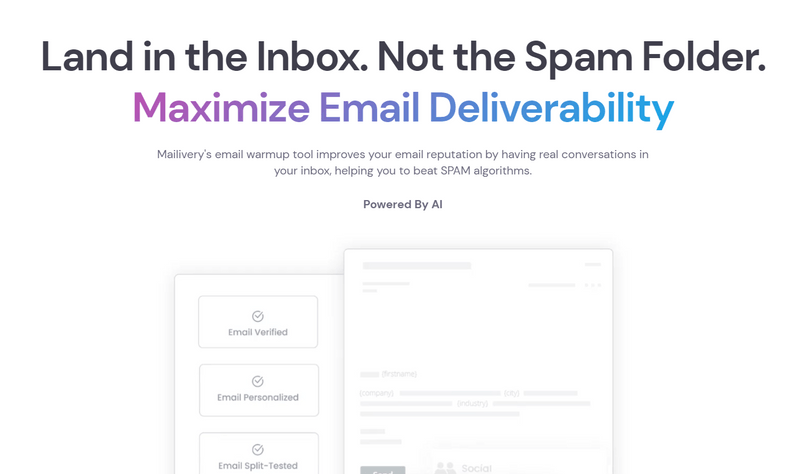 Land in the Inbox. Not the Spam Folder.
Maximize Email Deliverability
Mailivery's email warmup tool improves your email reputation by having real conversations in
your inbox, helping you to beat SPAM algorithms.
Powered By AI
Email Verified
Email Personalized
Email Split-Tested
{company} {city}
{industry}
Social